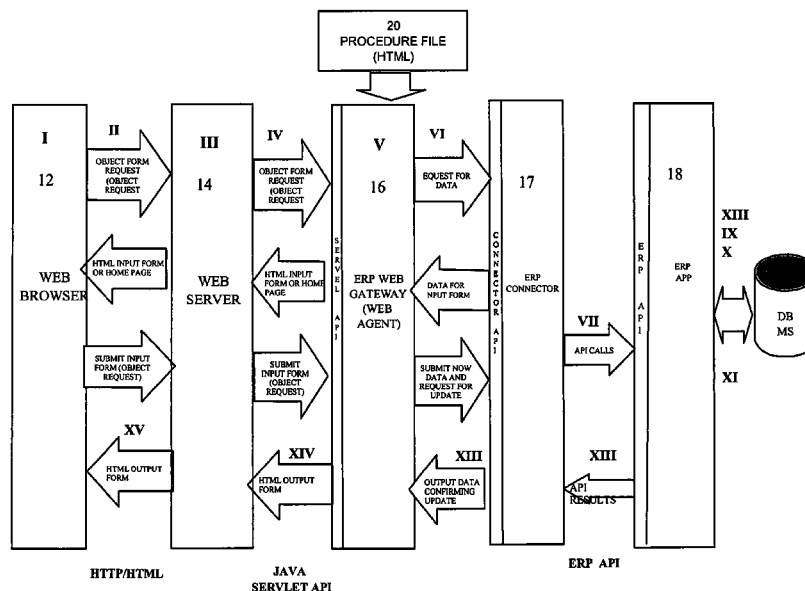 20
PROCEDURE FILE
(HTML)
I
12
WEB
BROWSER
II
OBJECT FORM
REQUEST
(OBJECT
REQUEST
HTML INPUT FORM
OR HOME PAGE
SUBMIT INPUT
FORM (OBJECT
REQUEST)
XV
HTML OUTPUT
FORM
III
14
WEB
SERVER
IV
OBJECT FORM
REQUEST
(OBJECT
REQUEST
HTML INPUT
FORM OR HOME
PAGE
SUBMIT
INPUT FORM
(OBJECT
REQUEST)
XIV
HTML OUTPUT
FORM
SERVEL API
V
16
ERP WEB
GATEWAY
(WEB
AGENT)
VI
EQUEST FOR
DATA
DATA FOR
NPUT FORM
SUBMIT NOW
DATA AND
REQUEST FOR
UPDATE
XIII
OUTPUT DATA
CONFIRMING
UPDATE
CONNECTOR API
17
ERP
CONNECTOR
VII
API CALLS
XIII
API
RESULTS
ERP API
18
ERP
APP
XIII
IX
X
XI
DB
MS
HTTP/HTML
JAVA
SERVLET API
ERP API